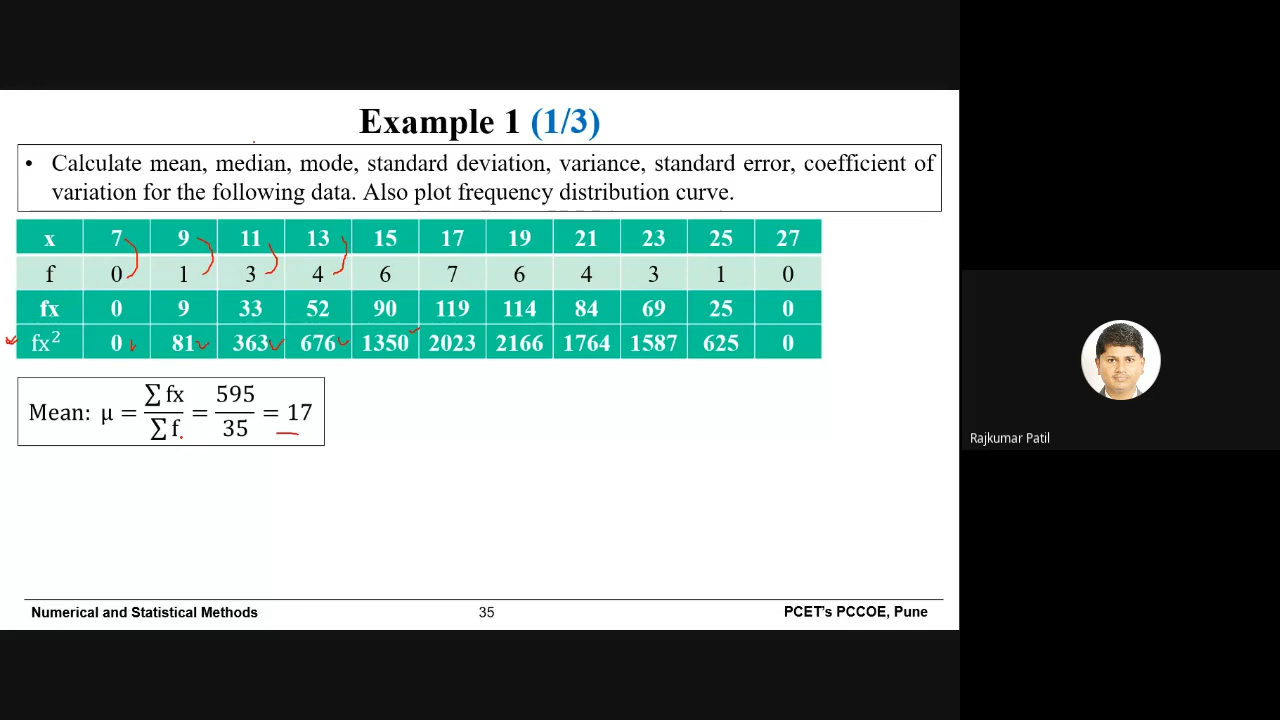 Example 1 (1/3)
• Calculate mean, median, mode, standard deviation, variance, standard error, coefficient of
variation for the following data. Also plot frequency distribution curve.
x 7 9 11 13 15 17 19 21 23 25 27
f 0 1 3 4 6 7 6 4 3 1 0
fx 0 9 33 52 90 119 114 84 69 25 0
fx² 0 81 363 676 1350 2023 2166 1764 1587 625 0
Mean: μ = ∑ fx / ∑ f = 595 / 35 = 17
Rajkumar Patil
Numerical and Statistical Methods 35 PCET's PCCOE, Pune